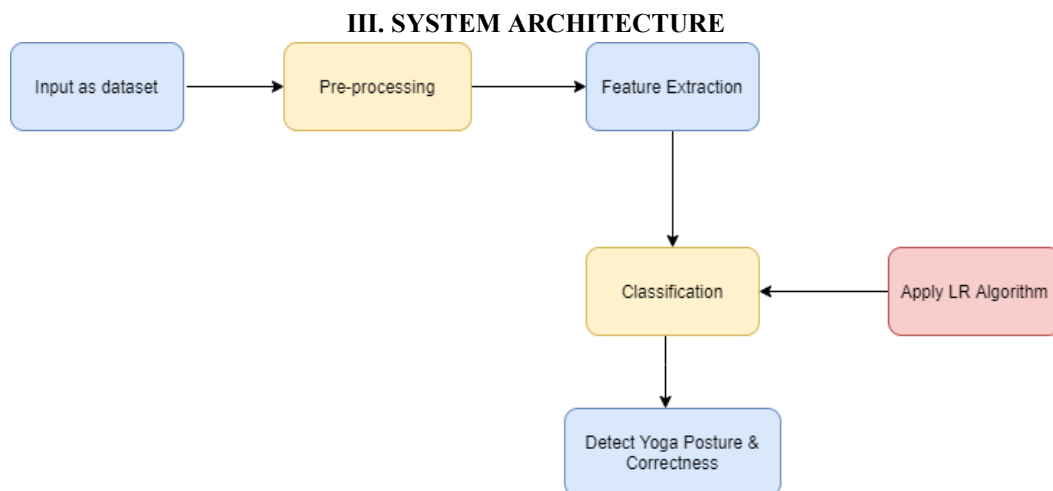 III. SYSTEM ARCHITECTURE
Input as dataset
Pre-processing
Feature Extraction
Classification
Apply LR Algorithm
Detect Yoga Posture &
Correctness